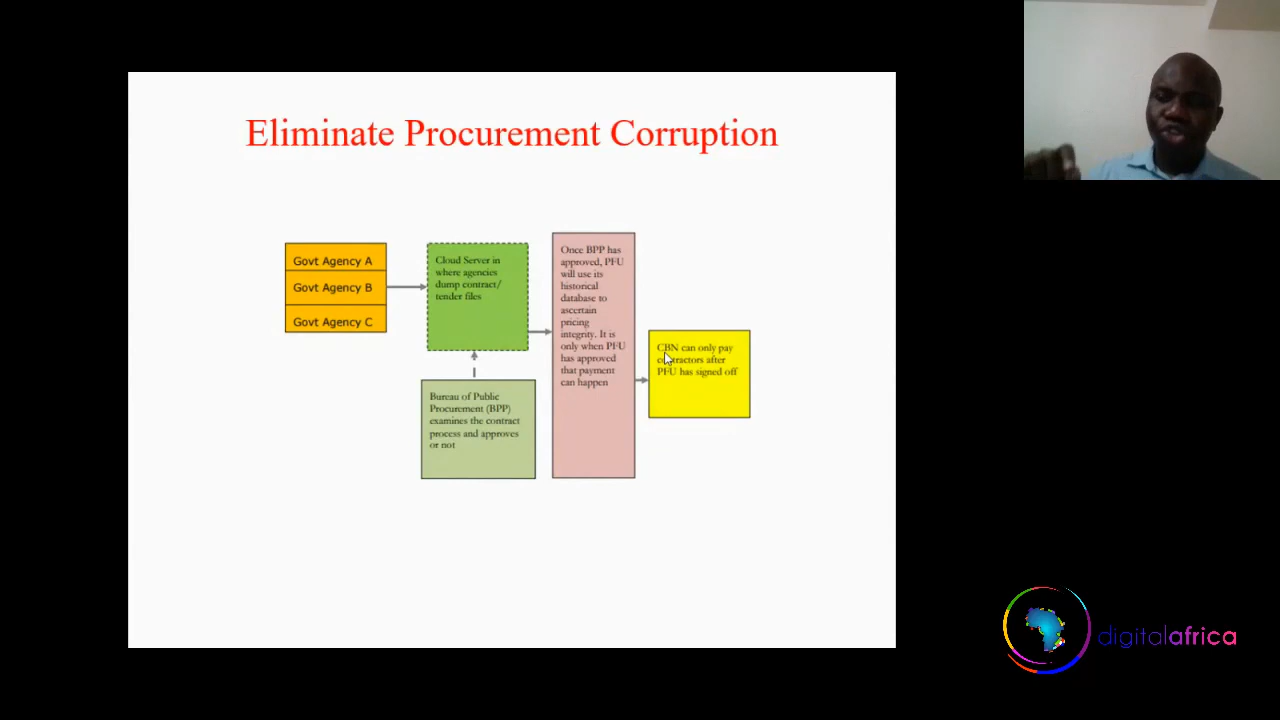 Eliminate Procurement Corruption
Govt Agency A
Govt Agency B
Govt Agency C
Cloud Server in
where agencies
dump contract/
tender files
Bureau of Public
Procurement (BPP)
examines the contract
process and approves
or not
Once BPP has
approved, PFU
will use its
historical
database to
ascertain
pricing
integrity. It is
only when PFU
has approved
that payment
can happen
CBN can only pay
contractors after
PFU has signed off
digitalafrica